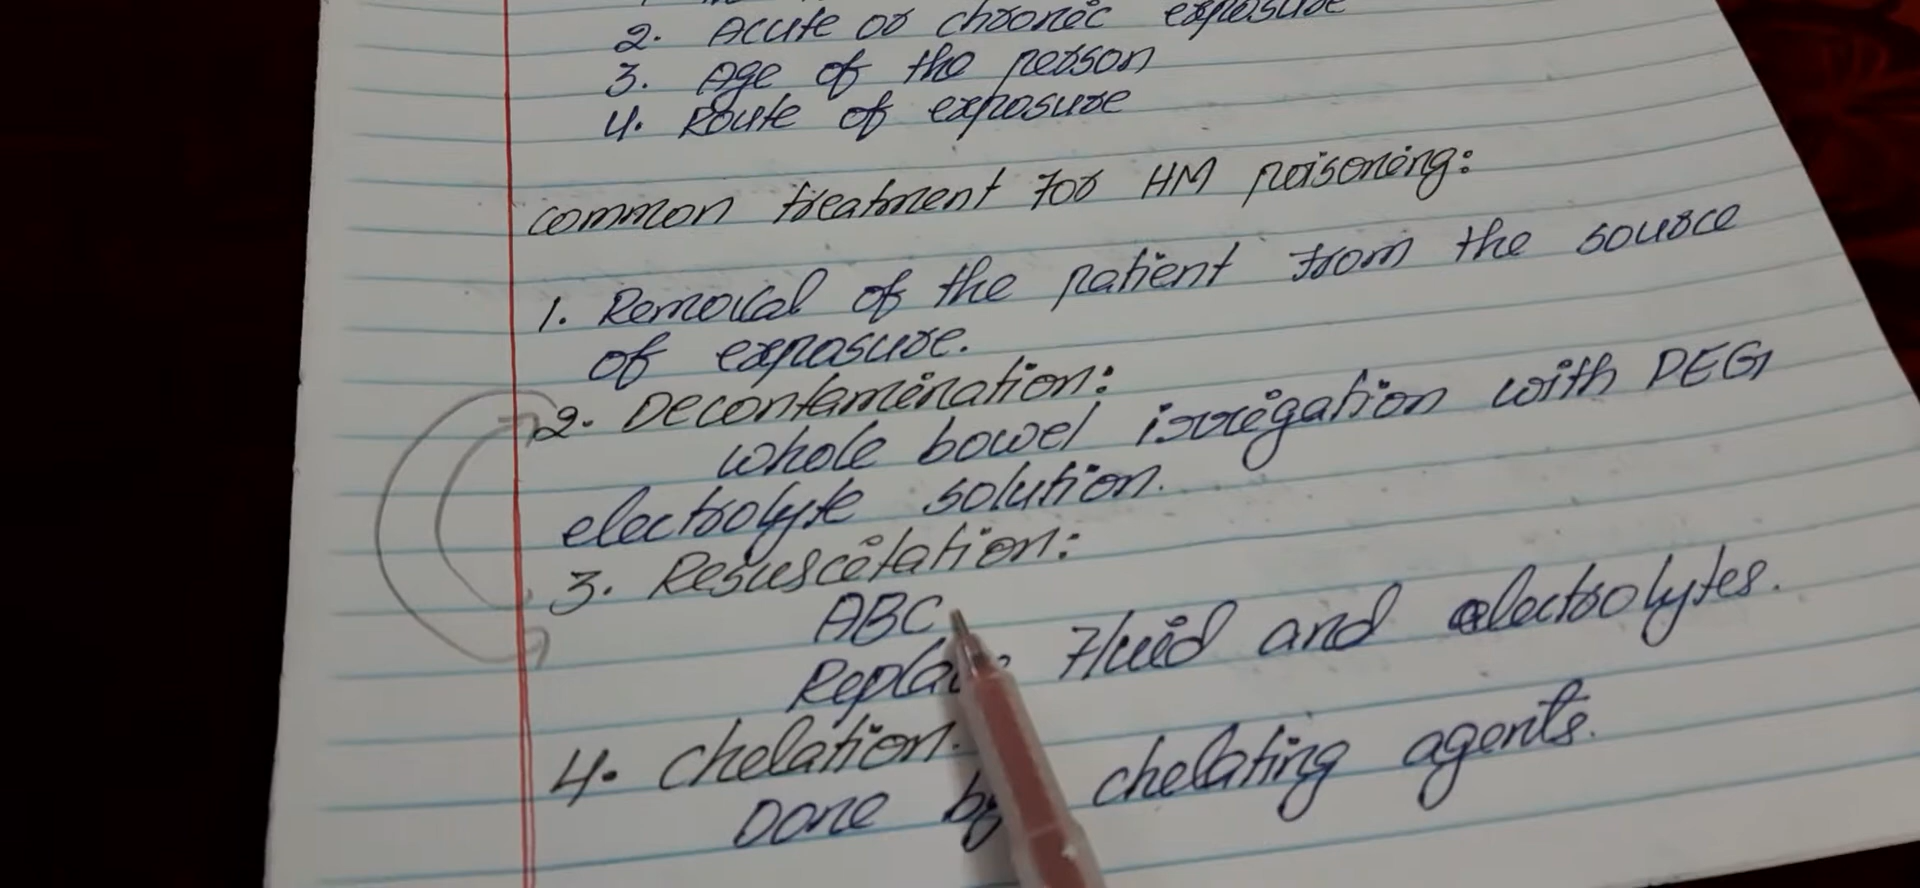 2. Acute or chronic exposure
3. Age of the person
4. Route of exposure
common treatment for HM poisoning:
1. Removal of the patient from the source
of exposure.
2. Decontamination:
whole bowel irrigation with PEG
electrolyte solution.
3. Resuscitation:
ABC
Fluid and electrolytes.
4. Chelation.
Done by chelating agents.